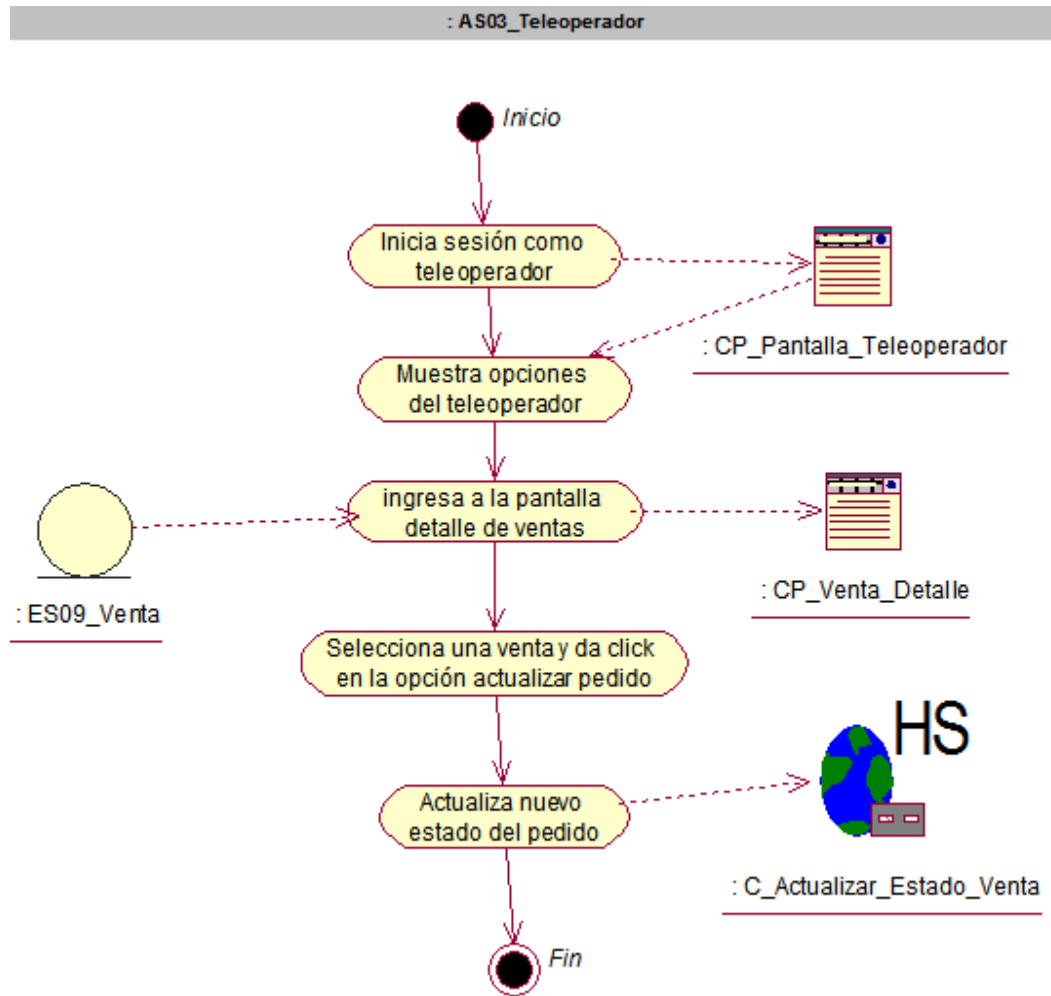 : AS03_Teleoperador
Inicio
Inicia sesión como
teleoperador
: CP_Pantalla_Teleoperador
Muestra opciones
del teleoperador
ingresa a la pantalla
detalle de ventas
: ES09_Venta
: CP_Venta_Detalle
Selecciona una venta y da click
en la opción actualizar pedido
HS
Actualiza nuevo
estado del pedido
: C_Actualizar_Estado_Venta
Fin